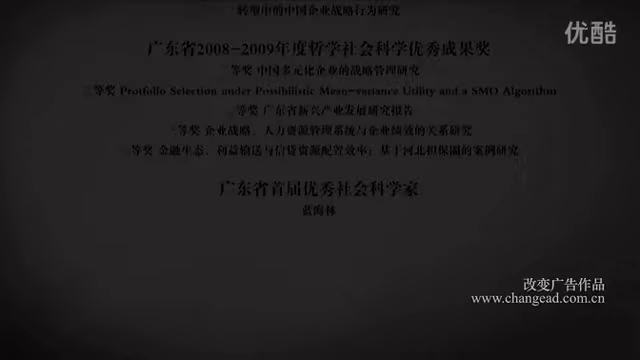 转型中的中国企业战略行为研究
优酷
广东省2008-2009年度哲学社会科学优秀成果奖
二等奖 中国多元化企业的战略管理研究
二等奖 Protfolio Selection under Possibilistic Mean-variance Utility and a SMO Algorithm
二等奖 广东省新兴产业发展研究报告
三等奖 企业战略、人力资源管理系统与企业绩效的关系研究
三等奖 金融生态、利益输送与信贷资源配置效率：基于河北担保圈的案例研究
广东省首届优秀社会科学家
蓝海林
改变广告作品
www.changead.com.cn